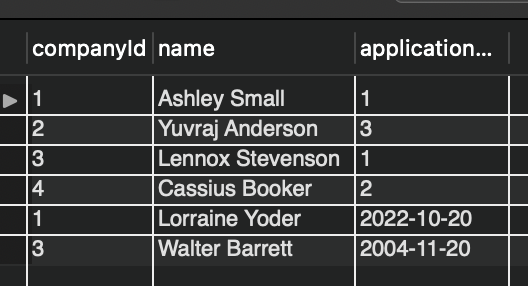 companyId name application...
1 Ashley Small 1
2 Yuvraj Anderson 3
3 Lennox Stevenson 1
4 Cassius Booker 2
1 Lorraine Yoder 2022-10-20
3 Walter Barrett 2004-11-20